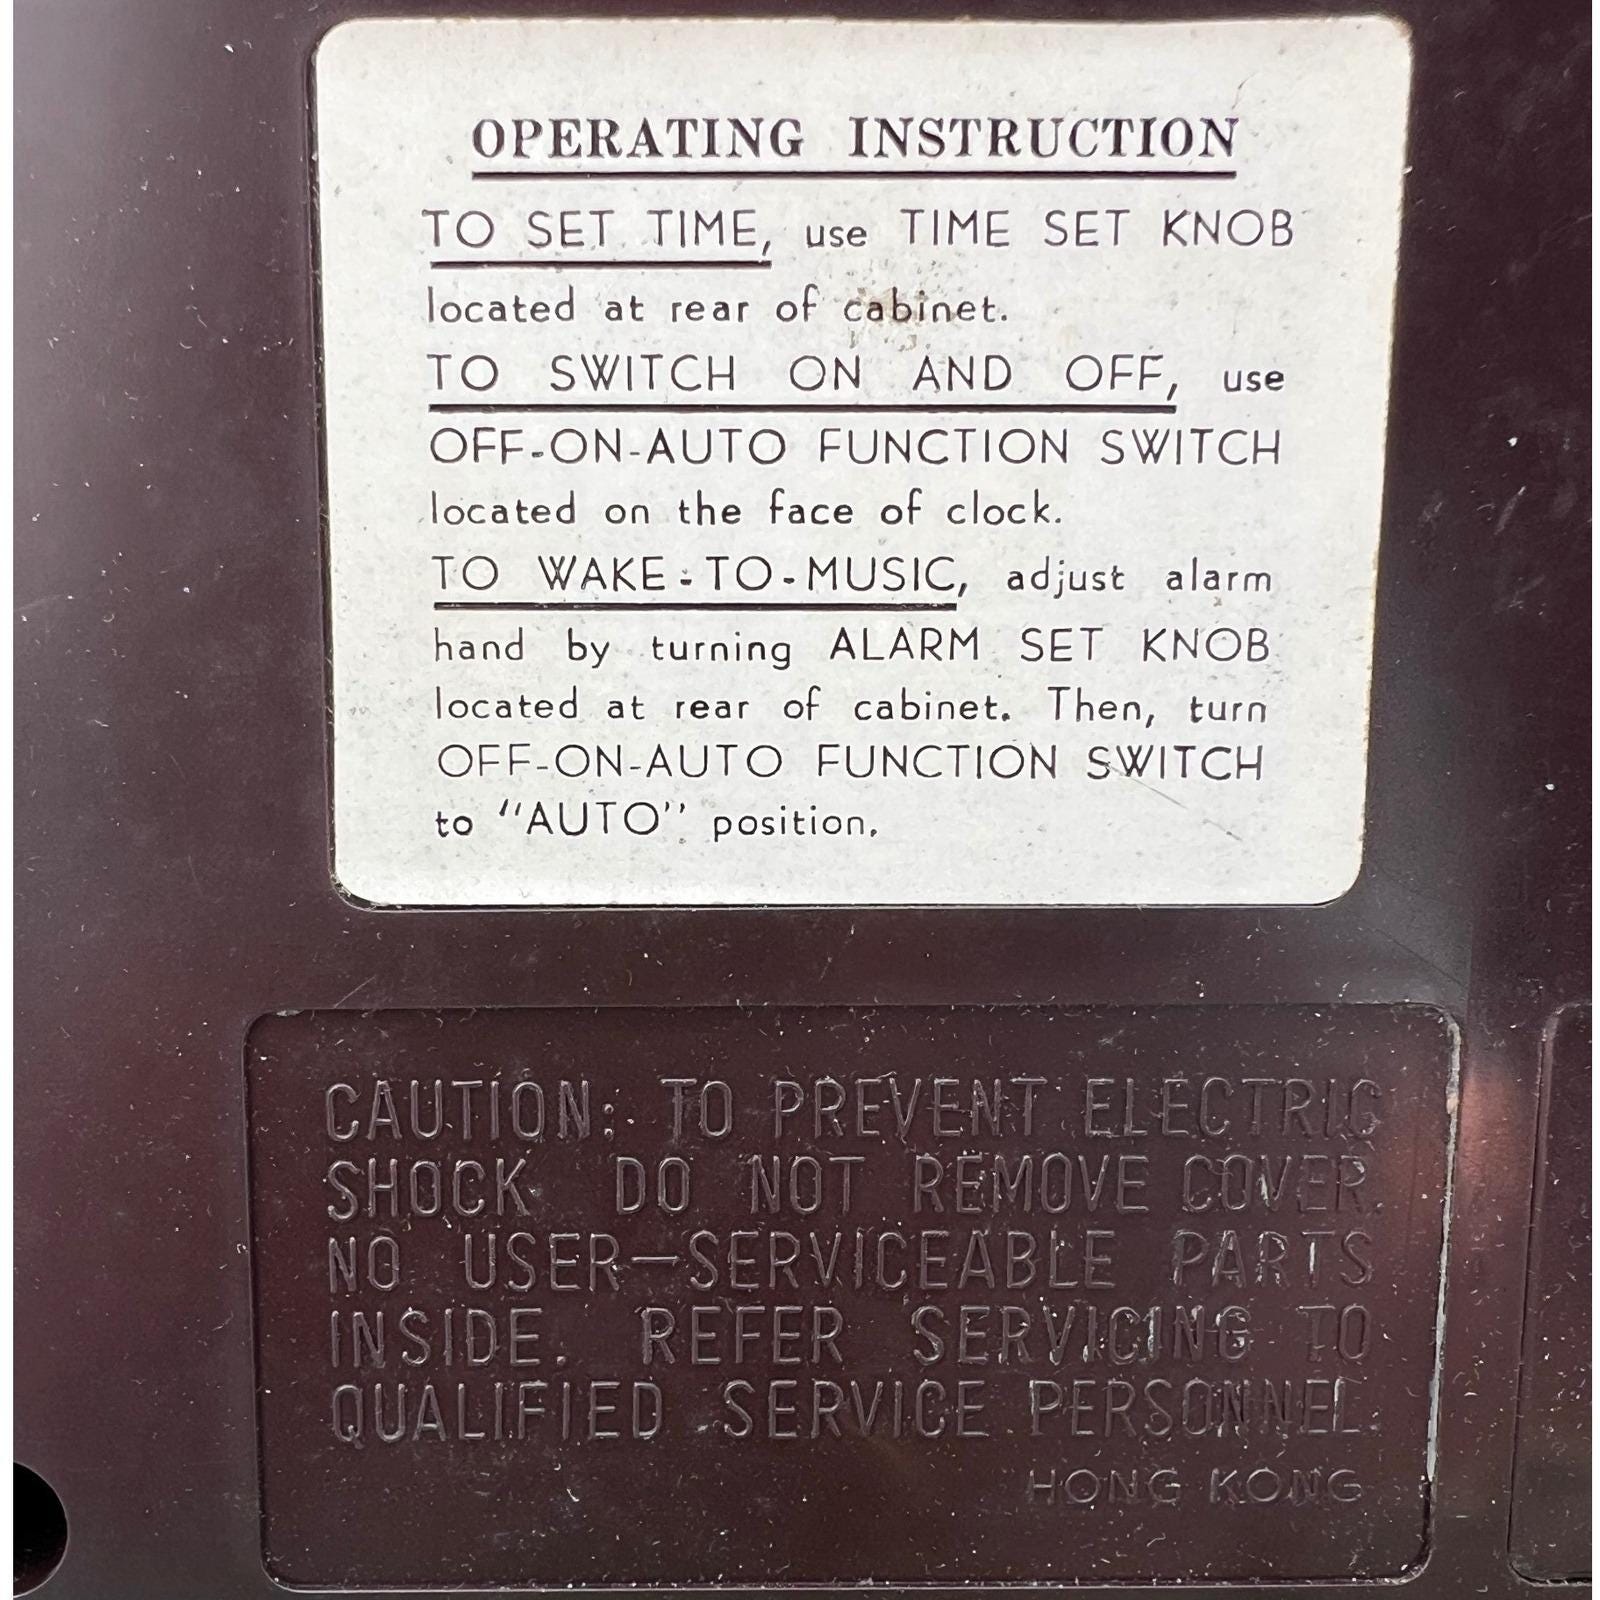 OPERATING INSTRUCTION
TO SET TIME, use TIME SET KNOB
located at rear of cabinet.
TO SWITCH ON AND OFF, use
OFF-ON-AUTO FUNCTION SWITCH
located on the face of clock.
TO WAKE-TO-MUSIC, adjust alarm
hand by turning ALARM SET KNOB
located at rear of cabinet. Then, turn
OFF-ON-AUTO FUNCTION SWITCH
to "AUTO" position.
CAUTION: TO PREVENT ELECTRIC
SHOCK DO NOT REMOVE COVER.
NO USER-SERVICEABLE PARTS
INSIDE. REFER SERVICING TO
QUALIFIED SERVICE PERSONNEL.
HONG KONG